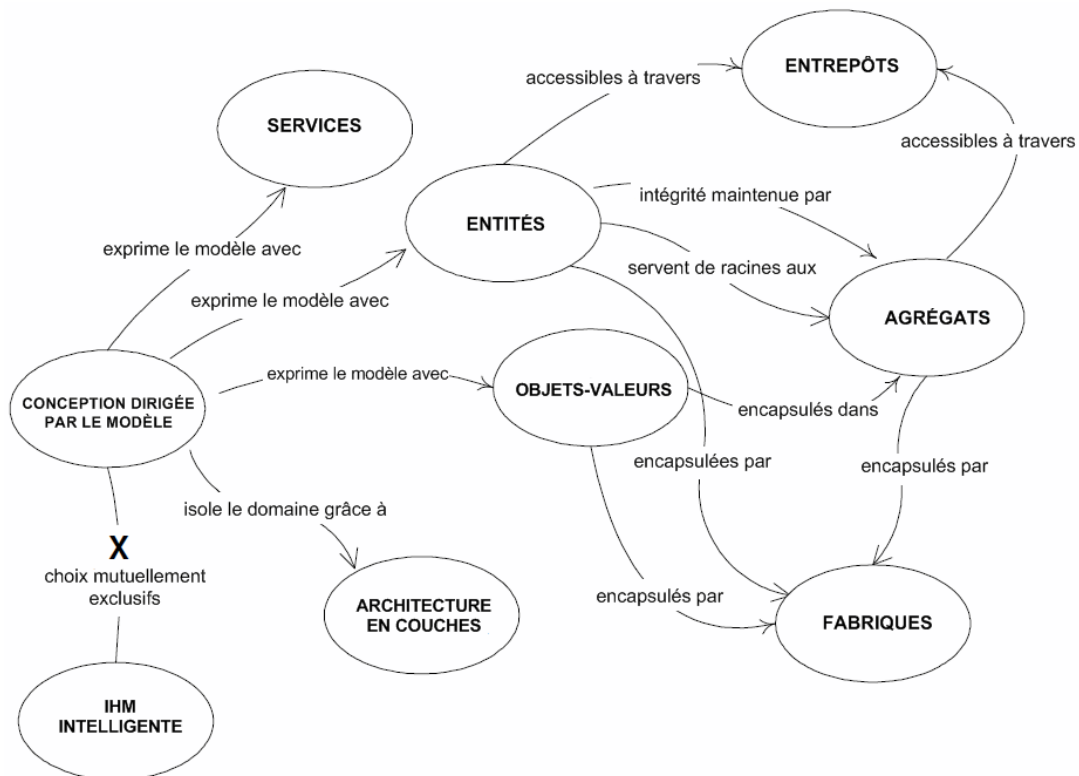 ENTREPÔTS
accessibles à travers
SERVICES
accessibles à travers
intégrité maintenue par
ENTITÉS
exprime le modèle avec
servent de racines aux
exprime le modèle avec
AGRÉGATS
exprime le modèle avec
OBJETS-VALEURS
CONCEPTION DIRIGÉE
PAR LE MODÈLE
encapsulés dans
encapsulées par
encapsulés par
isole le domaine grâce à
X
choix mutuellement
exclusifs
encapsulés par
ARCHITECTURE
EN COUCHES
FABRIQUES
IHM
INTELLIGENTE